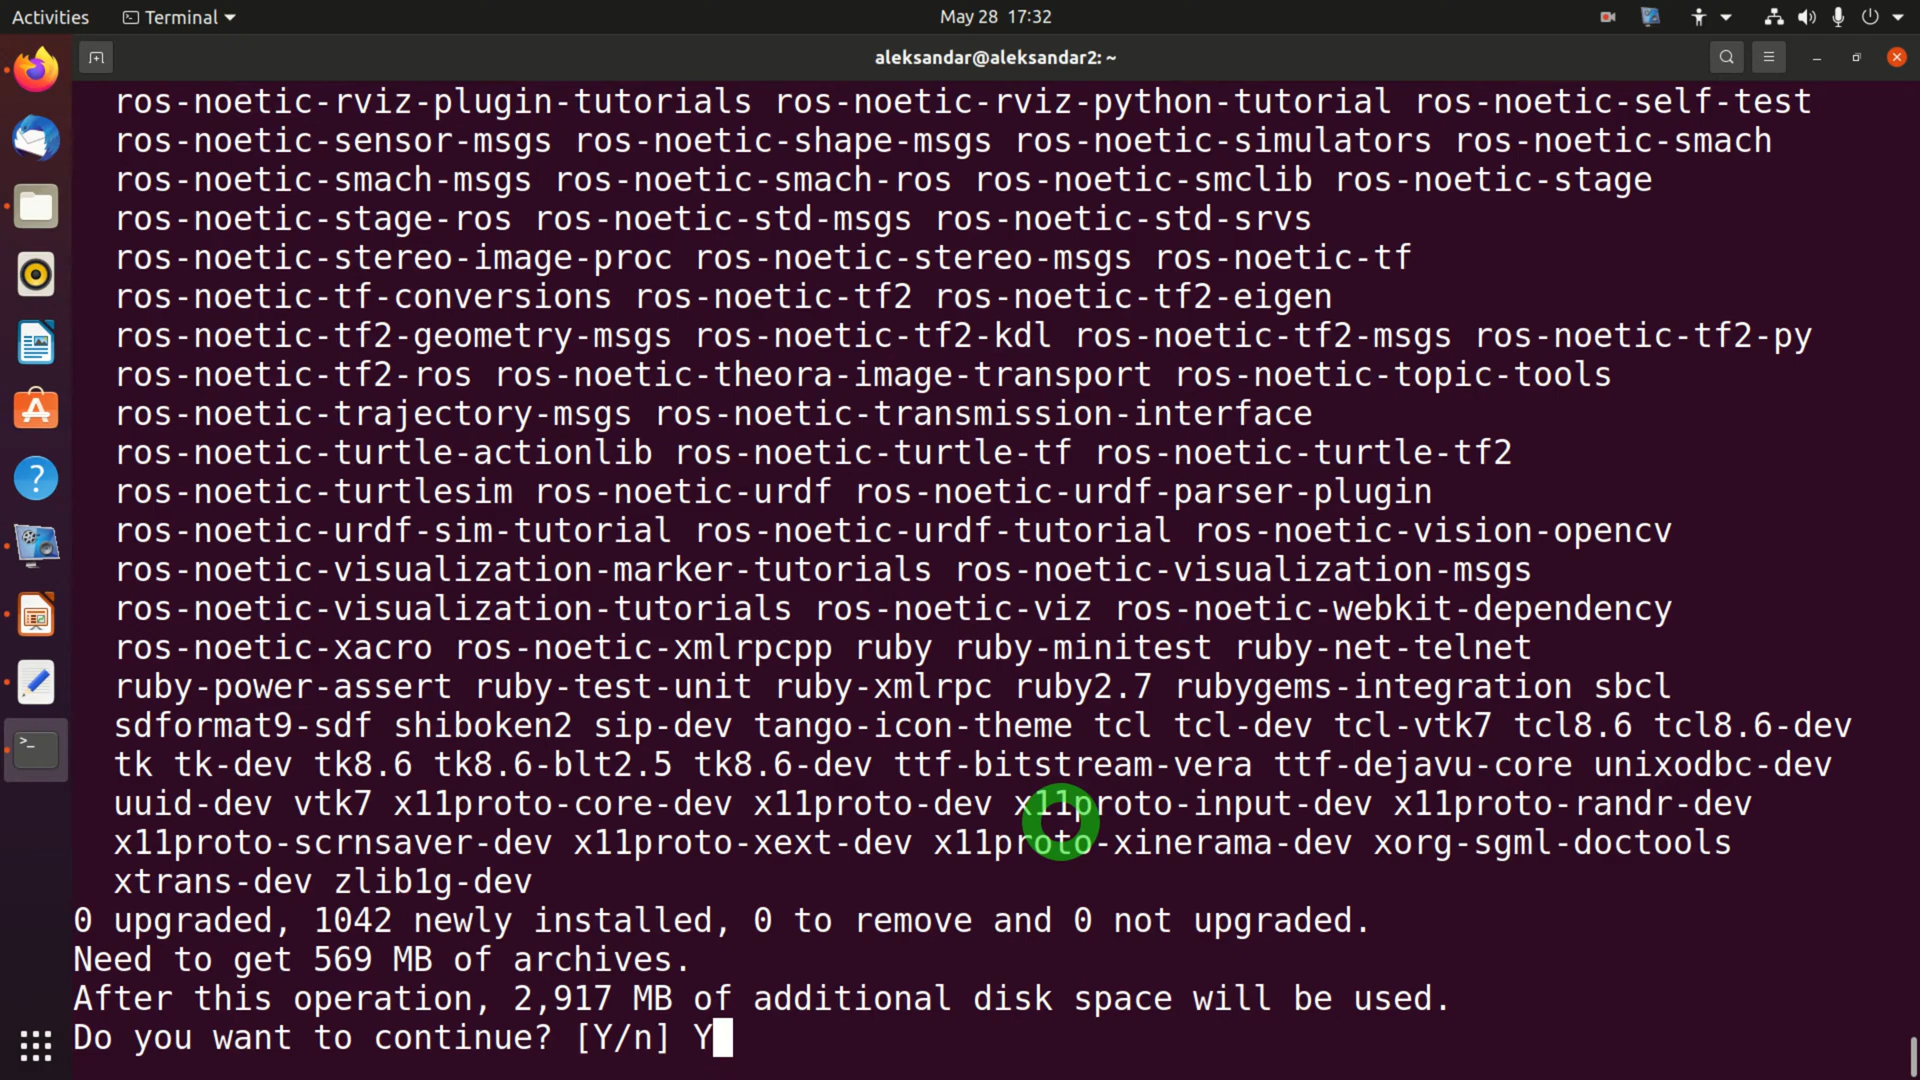 Activities
Terminal
May 28 17:32
aleksandar@aleksandar2: ~
ros-noetic-rviz-plugin-tutorials ros-noetic-rviz-python-tutorial ros-noetic-self-test
ros-noetic-sensor-msgs ros-noetic-shape-msgs ros-noetic-simulators ros-noetic-smach
ros-noetic-smach-msgs ros-noetic-smach-ros ros-noetic-smclib ros-noetic-stage
ros-noetic-stage-ros ros-noetic-std-msgs ros-noetic-std-srvs
ros-noetic-stereo-image-proc ros-noetic-stereo-msgs ros-noetic-tf
ros-noetic-tf-conversions ros-noetic-tf2 ros-noetic-tf2-eigen
ros-noetic-tf2-geometry-msgs ros-noetic-tf2-kdl ros-noetic-tf2-msgs ros-noetic-tf2-py
ros-noetic-tf2-ros ros-noetic-theora-image-transport ros-noetic-topic-tools
ros-noetic-trajectory-msgs ros-noetic-transmission-interface
ros-noetic-turtle-actionlib ros-noetic-turtle-tf ros-noetic-turtle-tf2
ros-noetic-turtlesim ros-noetic-urdf ros-noetic-urdf-parser-plugin
ros-noetic-urdf-sim-tutorial ros-noetic-urdf-tutorial ros-noetic-vision-opencv
ros-noetic-visualization-marker-tutorials ros-noetic-visualization-msgs
ros-noetic-visualization-tutorials ros-noetic-viz ros-noetic-webkit-dependency
ros-noetic-xacro ros-noetic-xmlrpcpp ruby ruby-minitest ruby-net-telnet
ruby-power-assert ruby-test-unit ruby-xmlrpc ruby2.7 rubygems-integration sbcl
sdformat9-sdf shiboken2 sip-dev tango-icon-theme tcl tcl-dev tcl-vtk7 tcl8.6 tcl8.6-dev
tk tk-dev tk8.6 tk8.6-blt2.5 tk8.6-dev ttf-bitstream-vera ttf-dejavu-core unixodbc-dev
uuid-dev vtk7 x11proto-core-dev x11proto-dev x11proto-input-dev x11proto-randr-dev
x11proto-scrnsaver-dev x11proto-xext-dev x11proto-xinerama-dev xorg-sgml-doctools
xtrans-dev zlib1g-dev
0 upgraded, 1042 newly installed, 0 to remove and 0 not upgraded.
Need to get 569 MB of archives.
After this operation, 2,917 MB of additional disk space will be used.
Do you want to continue? [Y/n] Y